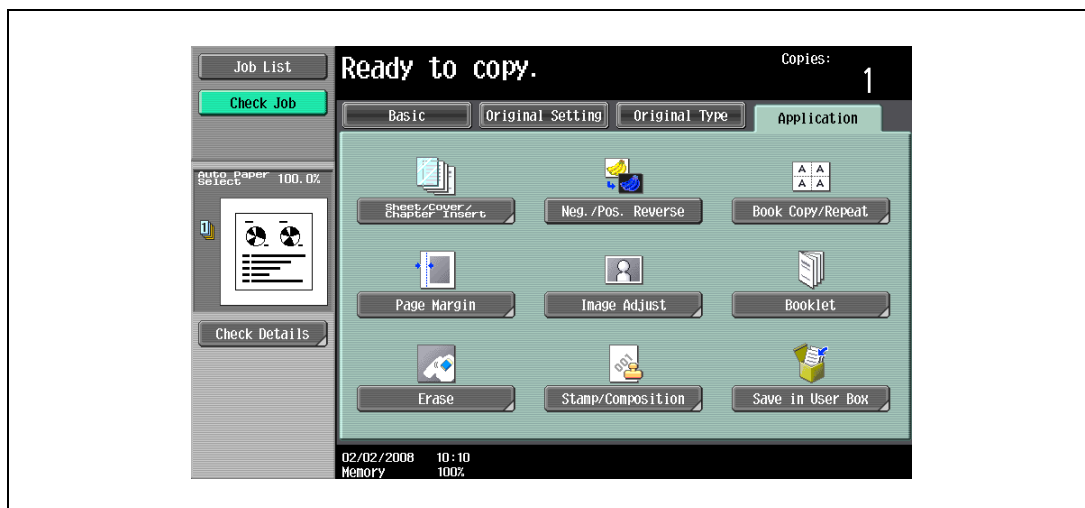 Job List
Check Job
Ready to copy.
Copies:
1
Basic
Original Setting
Original Type
Application
Auto Paper
Select
100.0%
1
Sheet/Cover/
Chapter Insert
Neg./Pos. Reverse
A A
A A
Book Copy/Repeat
Page Margin
Image Adjust
Booklet
Check Details
001
Erase
Stamp/Composition
Save in User Box
02/02/2008 10:10
Memory 100%